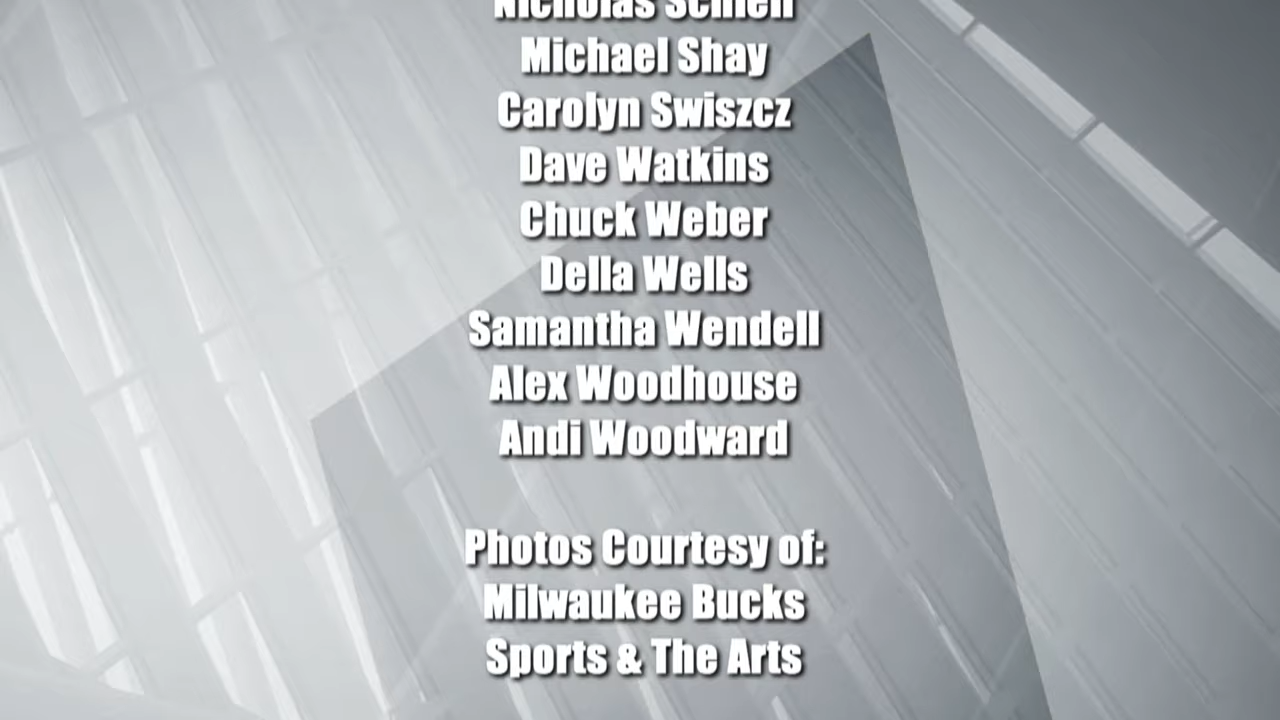 Nicholas
Michael Shay
Carolyn Swiszcz
Dave Watkins
Chuck Weber
Della Wells
Samantha Wendell
Alex Woodhouse
Andi Woodward
Photos Courtesy of:
Milwaukee Bucks
Sports & The Arts